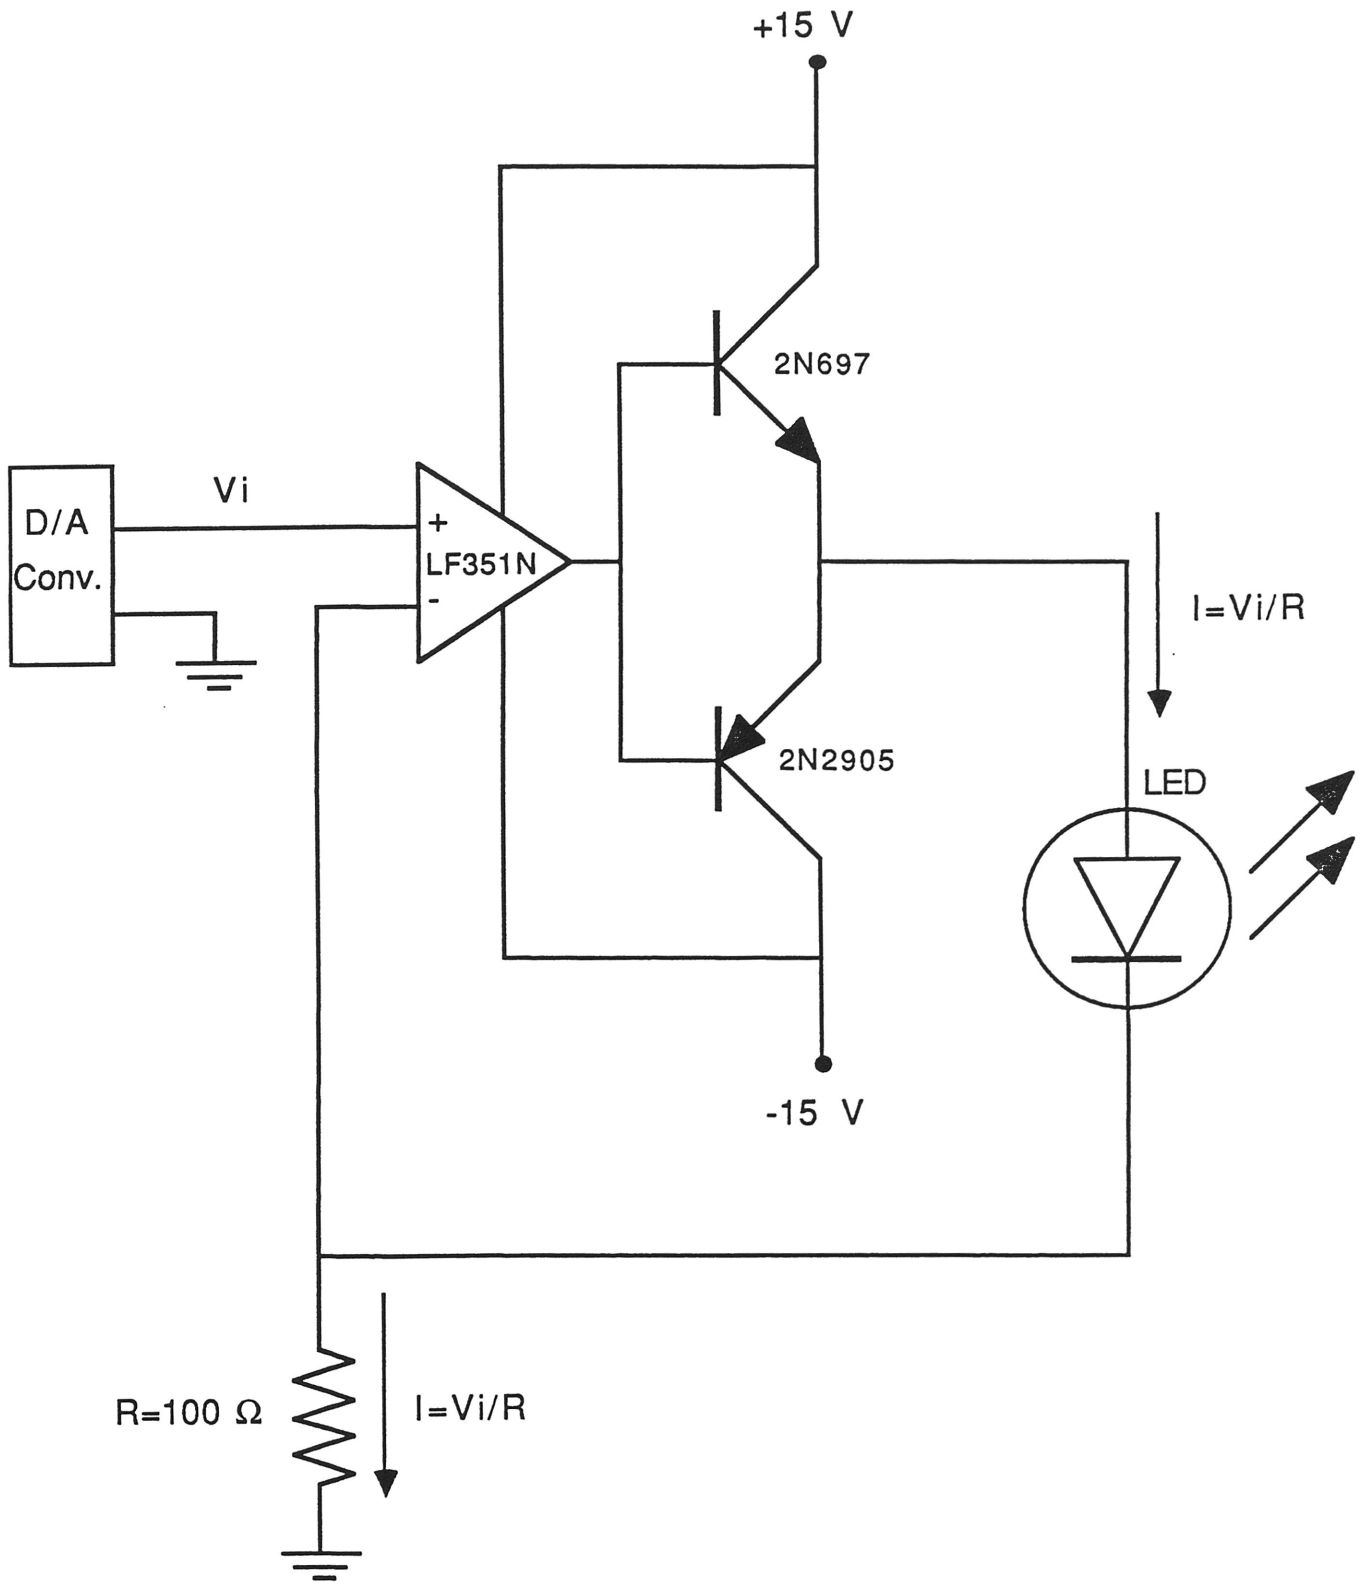 +15 V
2N697
Vi
D/A
Conv.
+
LF351N
-
I=Vi/R
2N2905
LED
-15 V
R=100 Ω
I=Vi/R